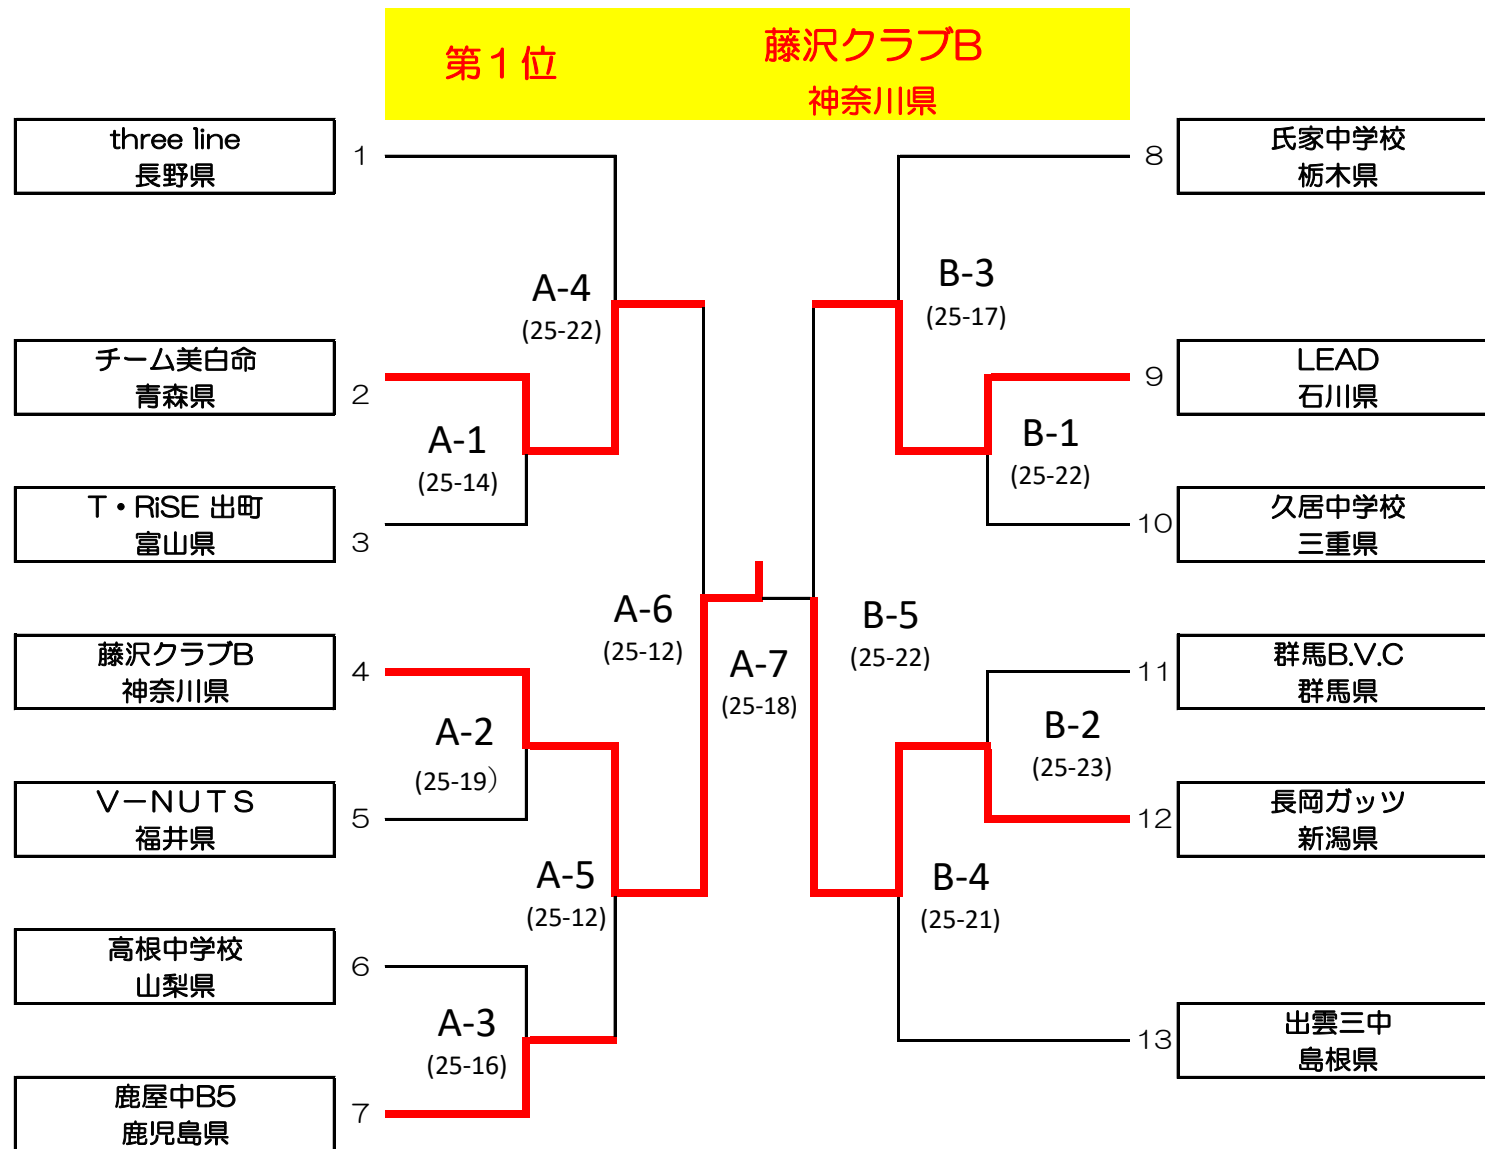 第１位
藤沢クラブB
神奈川県
three line
長野県
1
チーム美白命
青森県
2
T・RiSE 出町
富山県
3
藤沢クラブB
神奈川県
4
Ｖ－ＮＵＴＳ
福井県
5
高根中学校
山梨県
6
鹿屋中B5
鹿児島県
7
A-4
(25-22)
A-1
(25-14)
A-6
(25-12)
A-2
(25-19）
A-5
(25-12)
A-3
(25-16)
A-7
(25-18)
B-3
(25-17)
B-1
(25-22)
B-5
(25-22)
B-2
(25-23)
B-4
(25-21)
8
氏家中学校
栃木県
9
LEAD
石川県
10
久居中学校
三重県
11
群馬B.V.C
群馬県
12
長岡ガッツ
新潟県
13
出雲三中
島根県